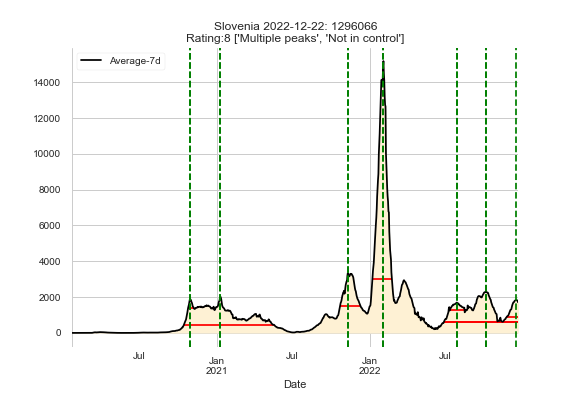 Slovenia 2022-12-22: 1296066
Rating:8 ['Multiple peaks', 'Not in control']
Average-7d
14000
12000
10000
8000
6000
4000
2000
0
Jul
Jan
2021
Jul
Jan
2022
Jul
Date